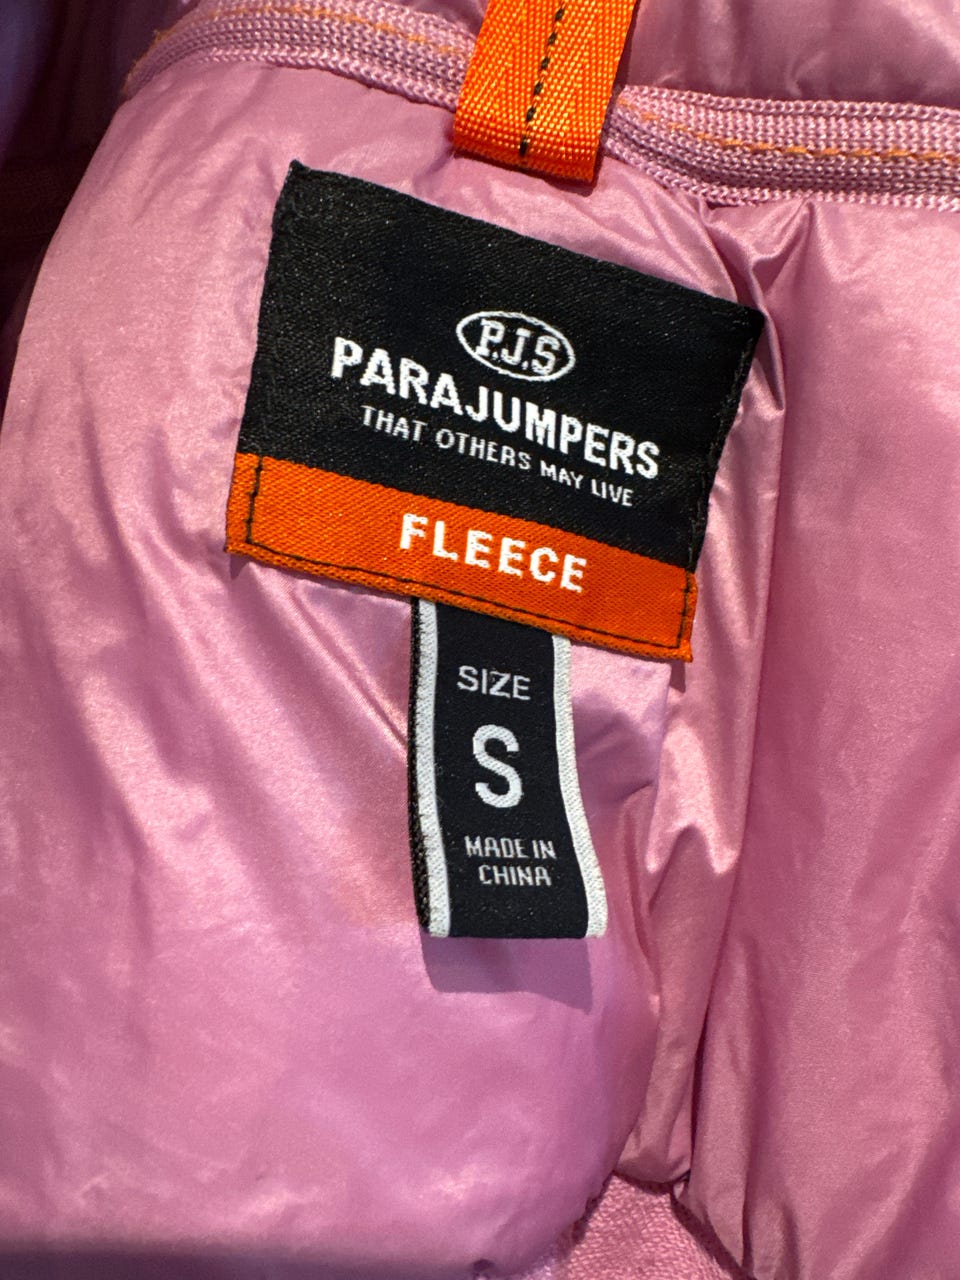 P.J.S
PARAJUMPERS
THAT OTHERS MAY LIVE
FLEECE
SIZE
S
MADE IN
CHINA